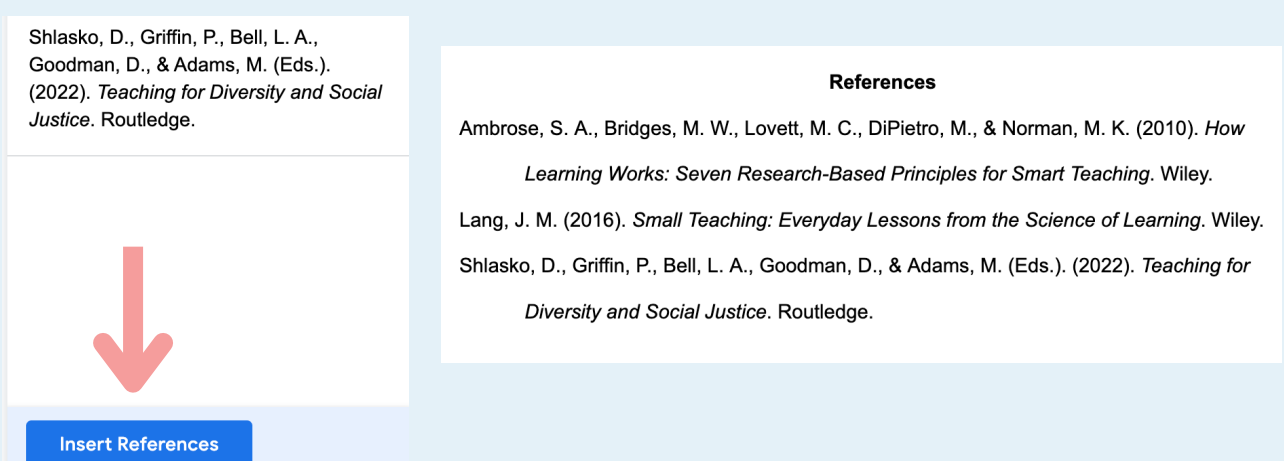 Shlasko, D., Griffin, P., Bell, L. A.,
Goodman, D., & Adams, M. (Eds.).
(2022). Teaching for Diversity and Social
Justice. Routledge.
Insert References
References
Ambrose, S. A., Bridges, M. W., Lovett, M. C., DiPietro, M., & Norman, M. K. (2010). How
Learning Works: Seven Research-Based Principles for Smart Teaching. Wiley.
Lang, J. M. (2016). Small Teaching: Everyday Lessons from the Science of Learning. Wiley.
Shlasko, D., Griffin, P., Bell, L. A., Goodman, D., & Adams, M. (Eds.). (2022). Teaching for
Diversity and Social Justice. Routledge.